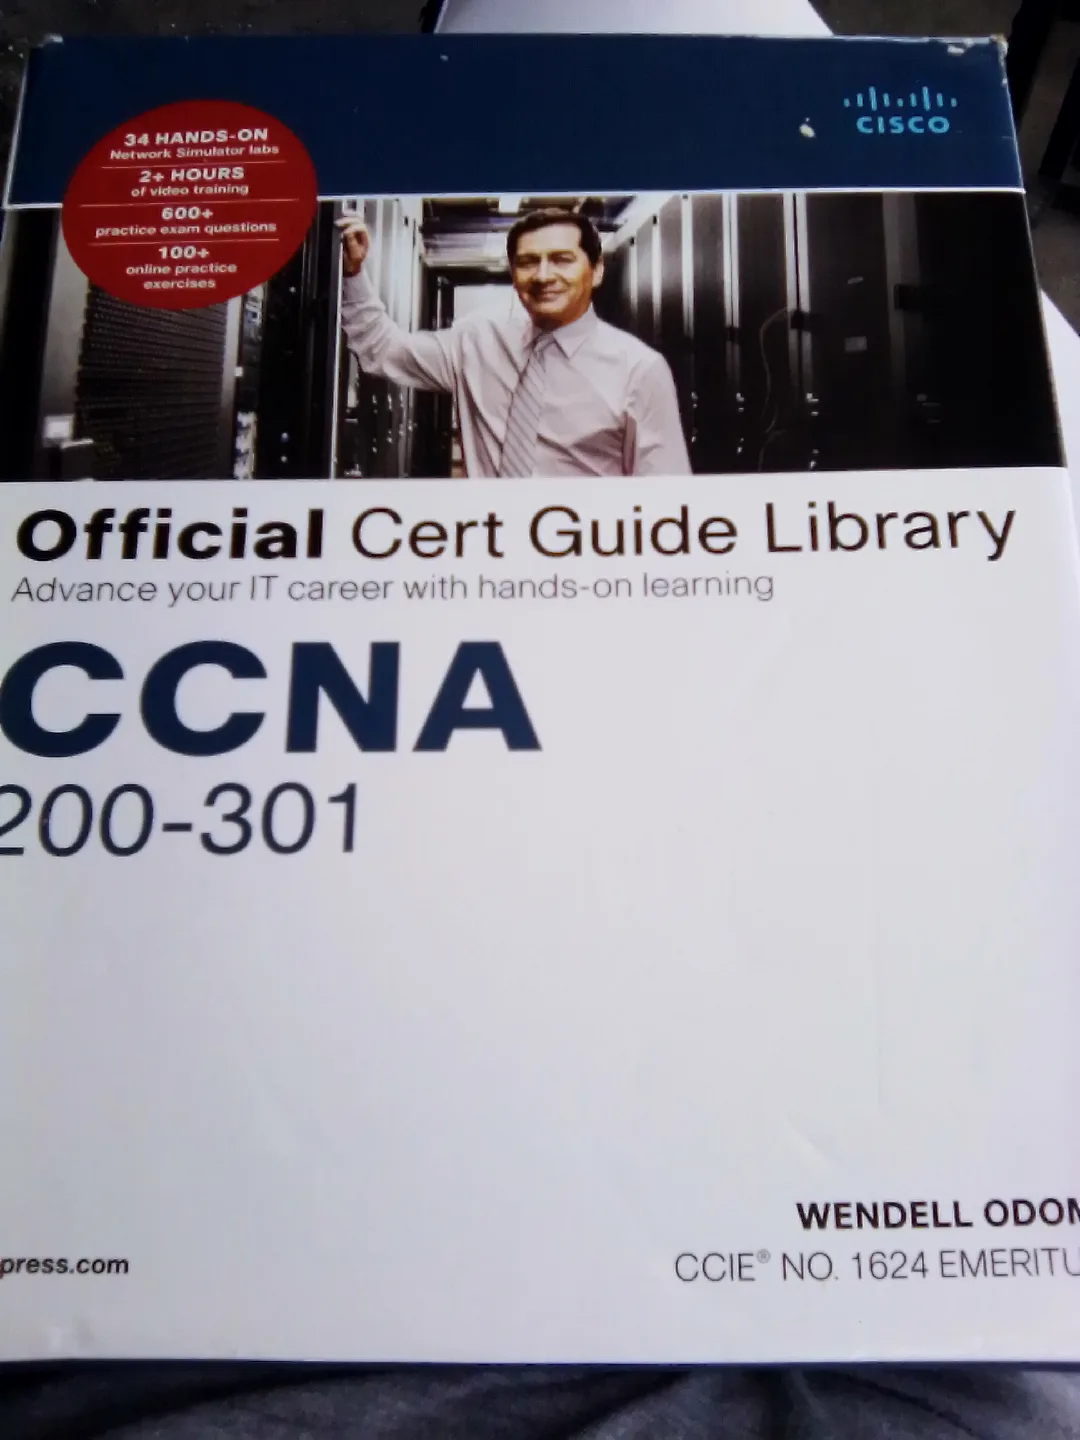 34 HANDS-ON
Network Simulator labs
2+ HOURS
of video training
600+
practice exam questions
100+
online practice
exercises
CISCO
Official Cert Guide Library
Advance your IT career with hands-on learning
CCNA
200-301
WENDELL ODOM
CCIE® NO. 1624 EMERITU
press.com